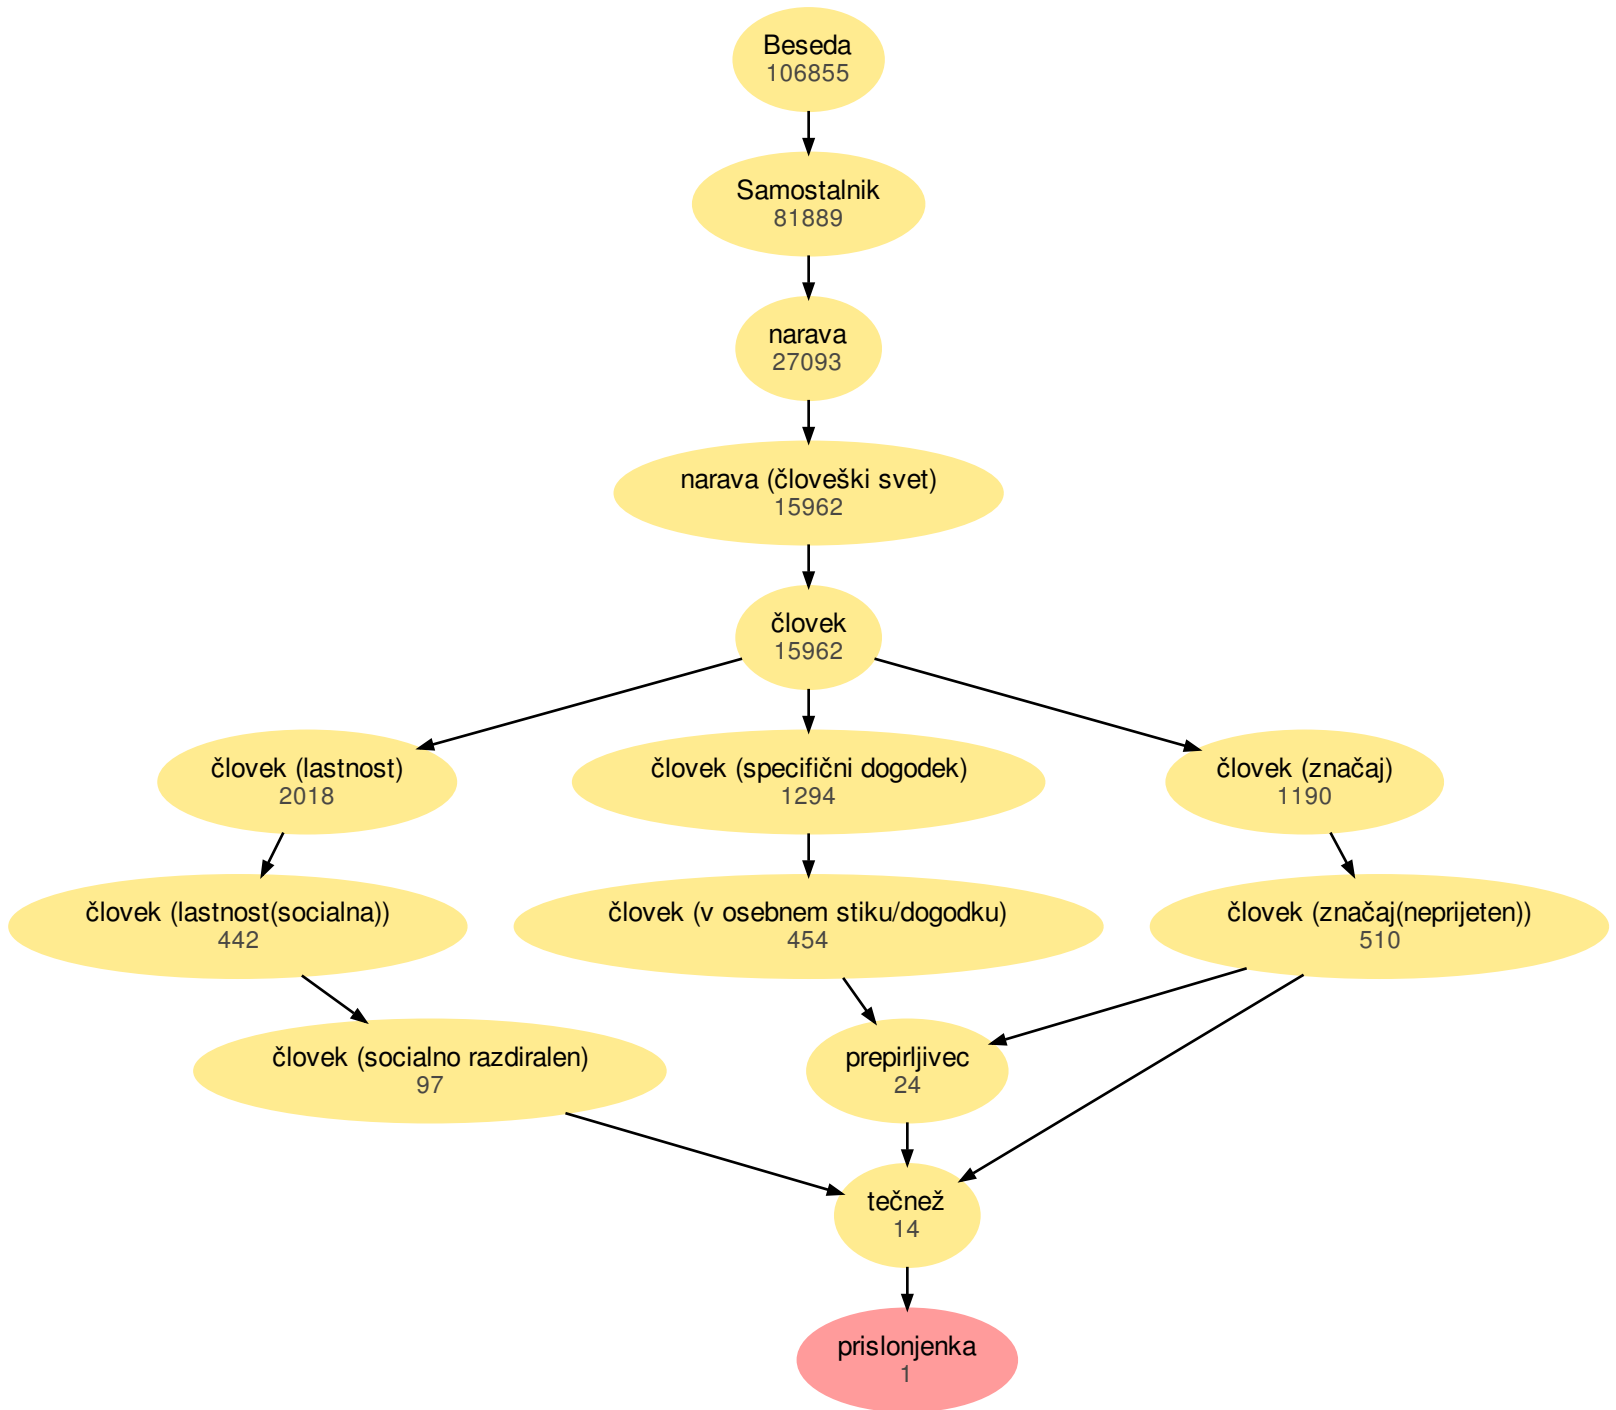 Beseda
106855
Samostalnik
81889
narava
27093
narava (človeški svet)
15962
človek
15962
človek (lastnost)
2018
človek (specifični dogodek)
1294
človek (značaj)
1190
človek (lastnost(socialna))
442
človek (v osebnem stiku/dogodku)
454
človek (značaj(neprijeten))
510
človek (socialno razdiralen)
97
prepirljivec
24
tečnež
14
prislonjenka
1